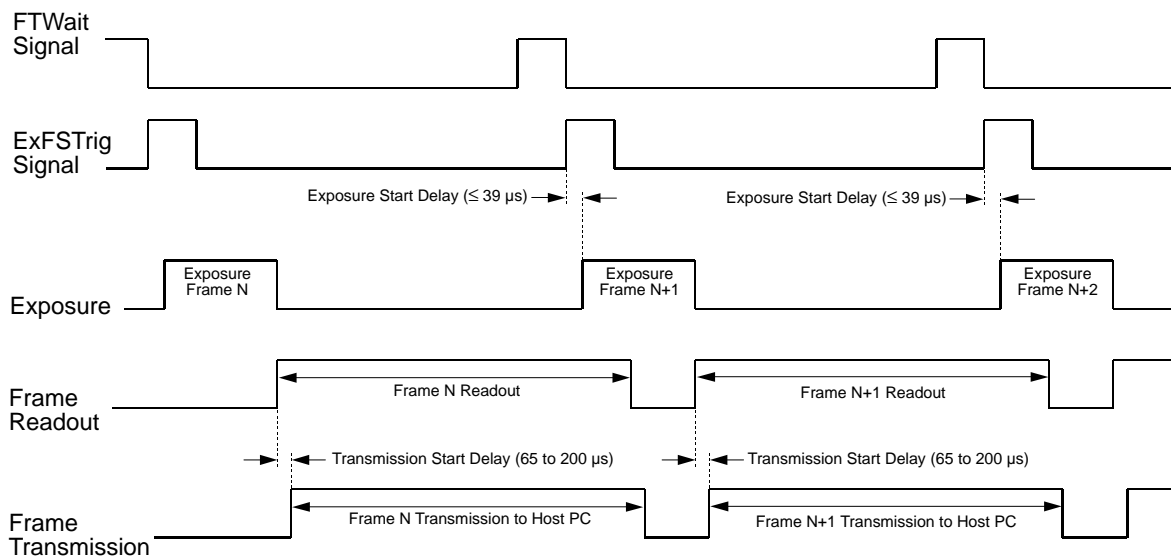 FTWait
Signal
ExFSTrig
Signal
Exposure Start Delay (≤ 39 µs)
Exposure Start Delay (≤ 39 µs)
Exposure
Exposure
Frame N
Exposure
Frame N+1
Exposure
Frame N+2
Frame
Readout
Frame N Readout
Frame N+1 Readout
Transmission Start Delay (65 to 200 µs)
Transmission Start Delay (65 to 200 µs)
Frame
Transmission
Frame N Transmission to Host PC
Frame N+1 Transmission to Host PC